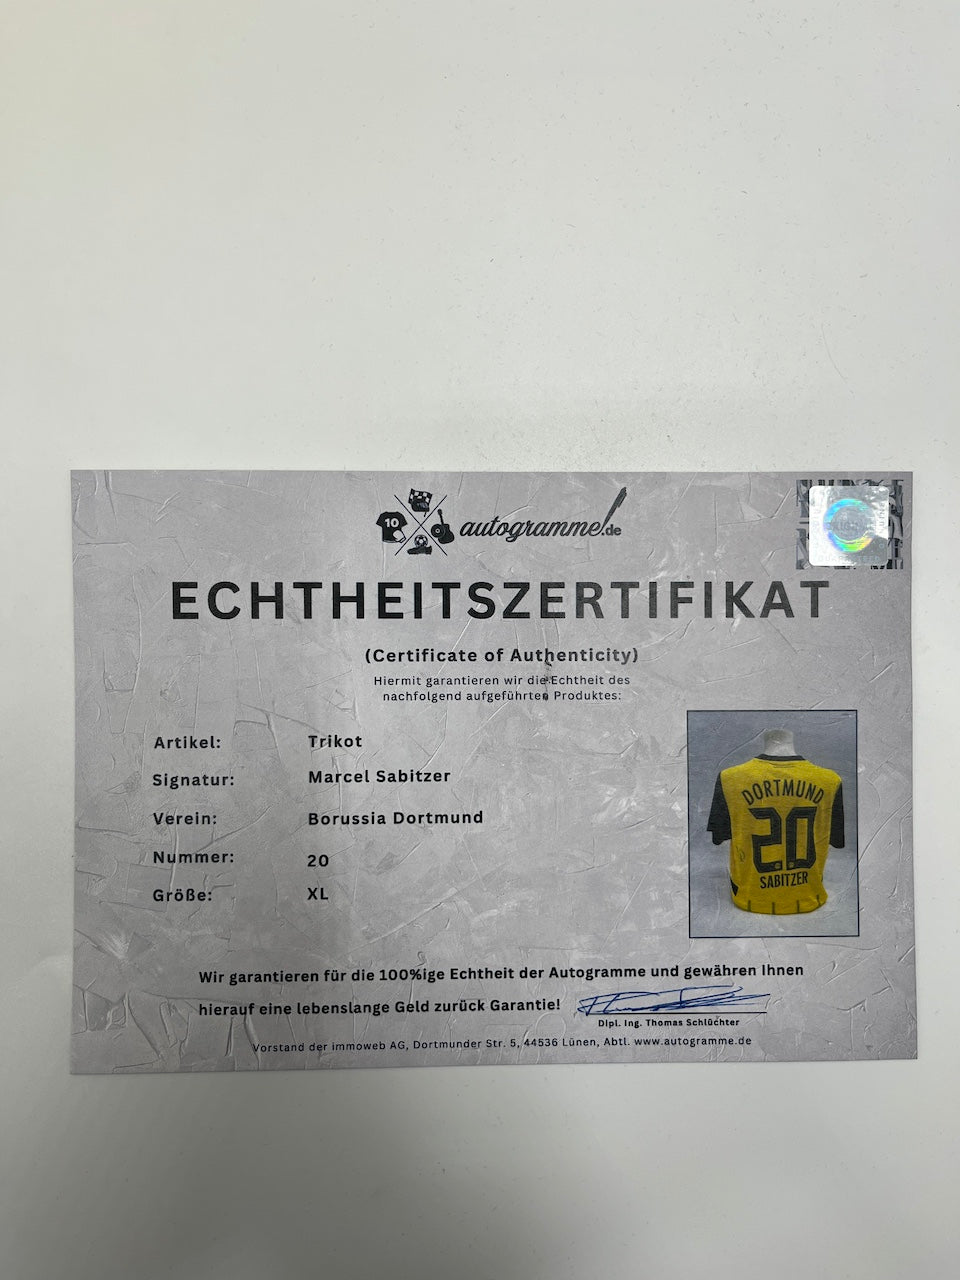 10
autogramme.de
ECHTHEITSZERTIFIKAT
(Certificate of Authenticity)
Hiermit garantieren wir die Echtheit des
nachfolgend aufgeführten Produktes:
Artikel: Trikot
Signatur: Marcel Sabitzer
Verein: Borussia Dortmund
Nummer: 20
Größe: XL
DORTMUND
20
SABITZER
Wir garantieren für die 100%ige Echtheit der Autogramme und gewähren Ihnen
hierauf eine lebenslange Geld zurück Garantie!
Dipl. Ing. Thomas Schlüchter
Vorstand der immoweb AG, Dortmunder Str. 5, 44536 Lünen, Abtl. www.autogramme.de